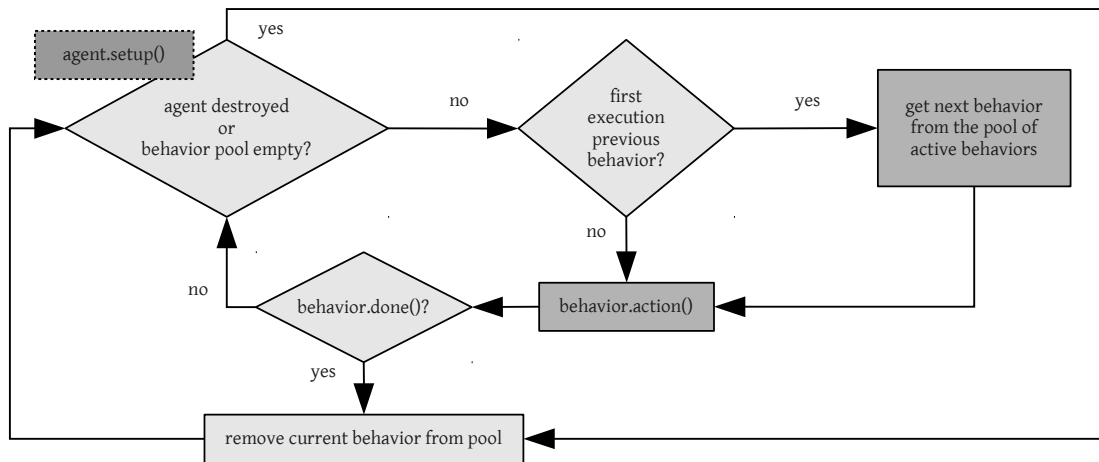 yes
agent.setup()
agent destroyed
or
behavior pool empty?
no
first
execution
previous
behavior?
yes
get next behavior
from the pool of
active behaviors
no
behavior.action()
behavior.done()?
no
yes
remove current behavior from pool